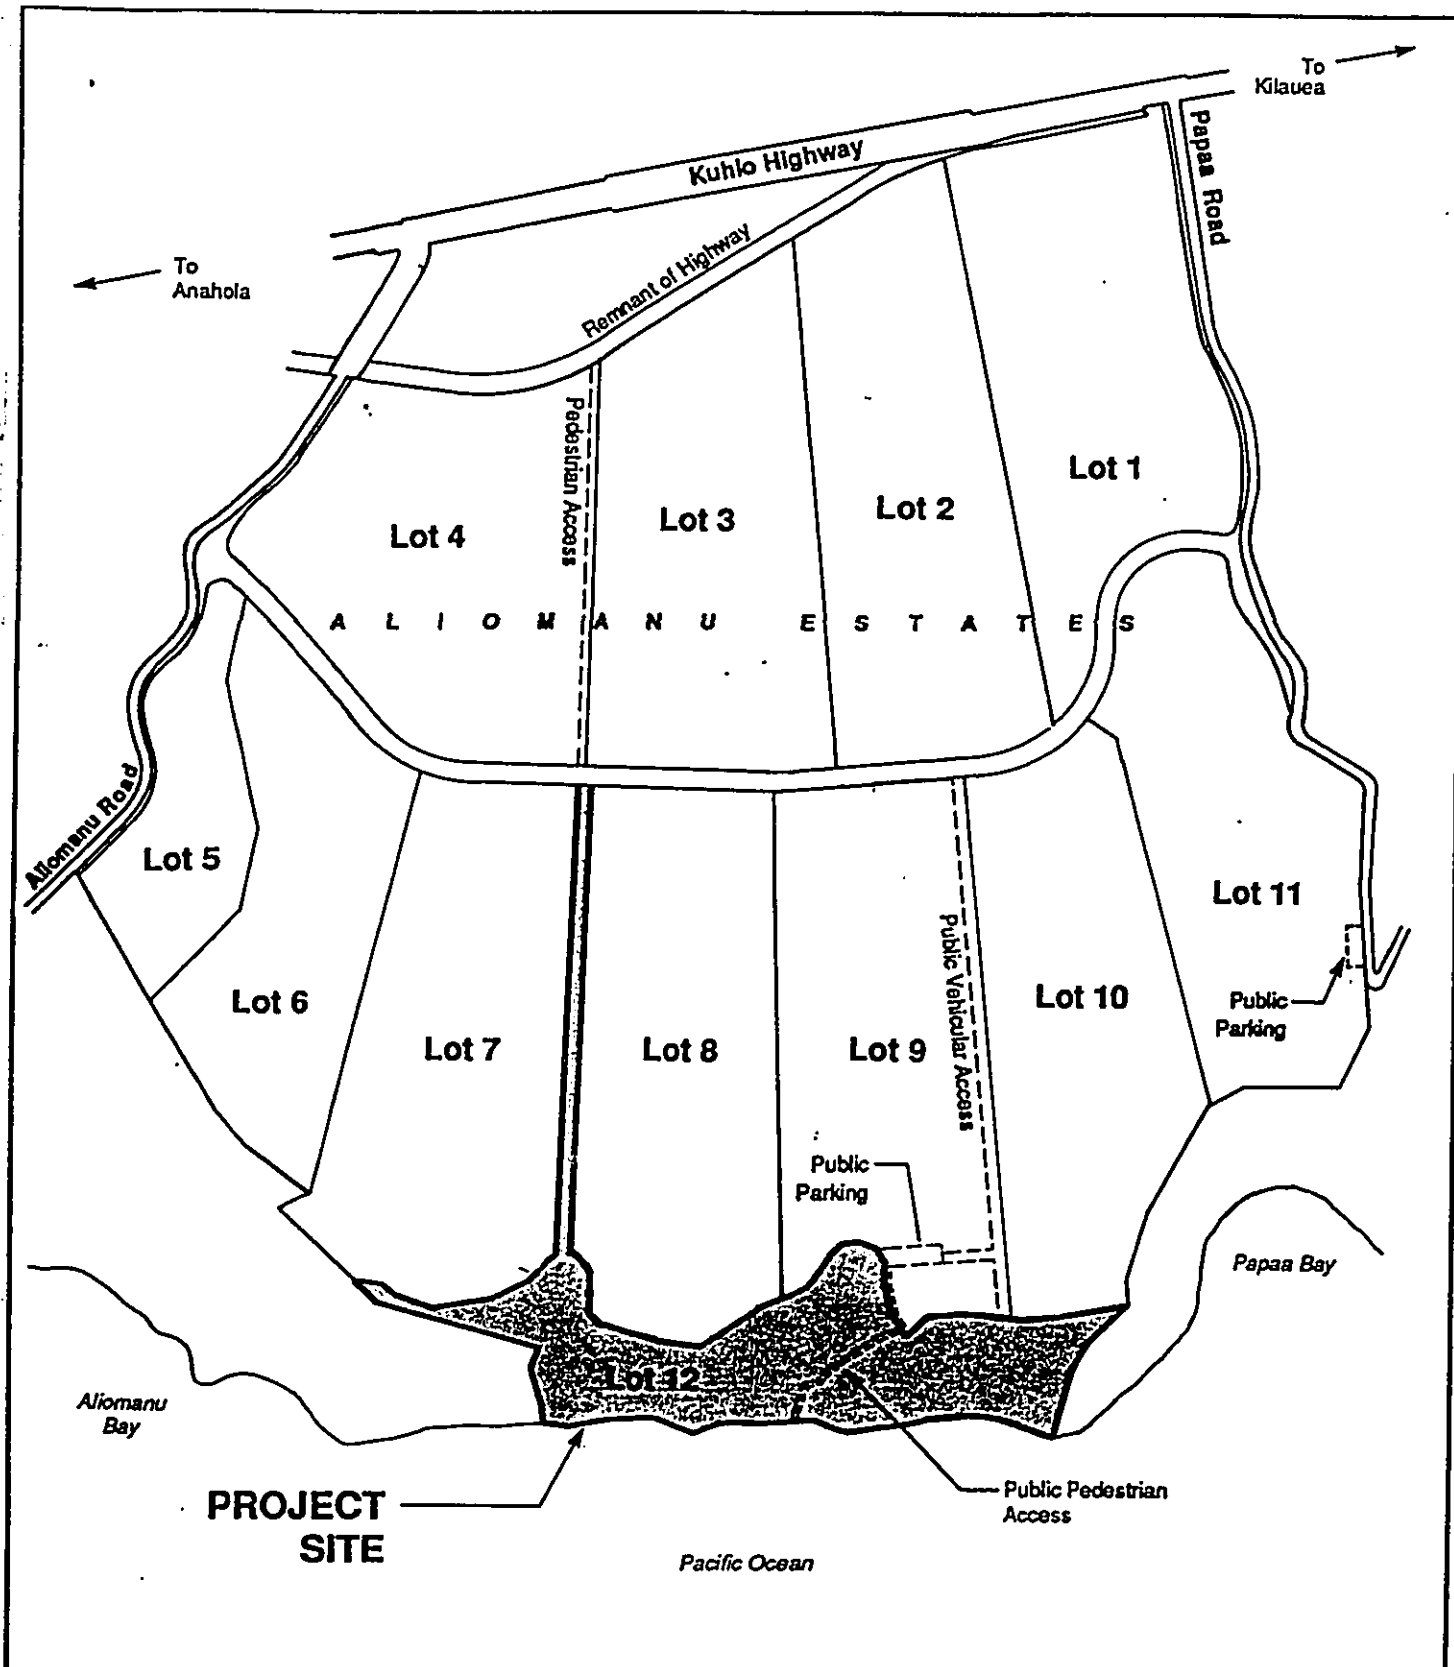 To
Kilauea
Papaa Road
Kuhio Highway
To
Anahola
Remnant of Highway
Pedestrian Access
Lot 1
Lot 2
Lot 3
Lot 4
ALIOMANU ESTATES
Aliomanu Road
Lot 5
Lot 11
Public Vehicular Access
Lot 6
Lot 10
Public
Parking
Lot 7
Lot 8
Lot 9
Public
Parking
Papaa Bay
Lot 12
Aliomanu
Bay
Public Pedestrian
Access
PROJECT
SITE
Pacific Ocean